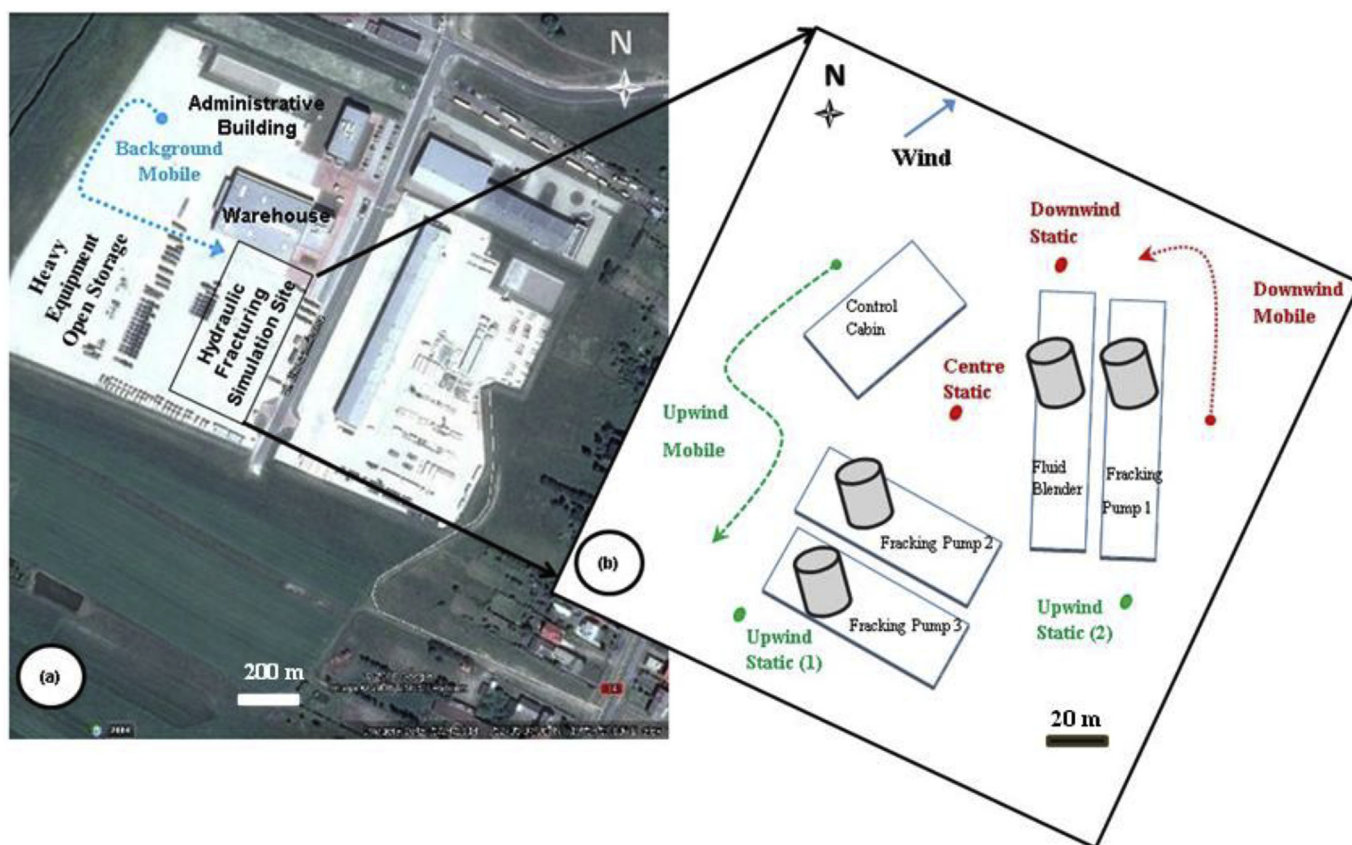 N
Administrative
Building
Background
Mobile
Warehouse
Heavy
Equipment
Open Storage
Hydraulic
Fracturing
Simulation Site
(a)
200 m
2004
N
Wind
Downwind
Static
Downwind
Mobile
Control
Cabin
Centre
Static
Upwind
Mobile
Fluid
Blender
Fracking
Pump 1
Fracking Pump 2
Fracking Pump 3
(b)
Upwind
Static (1)
Upwind
Static (2)
20 m